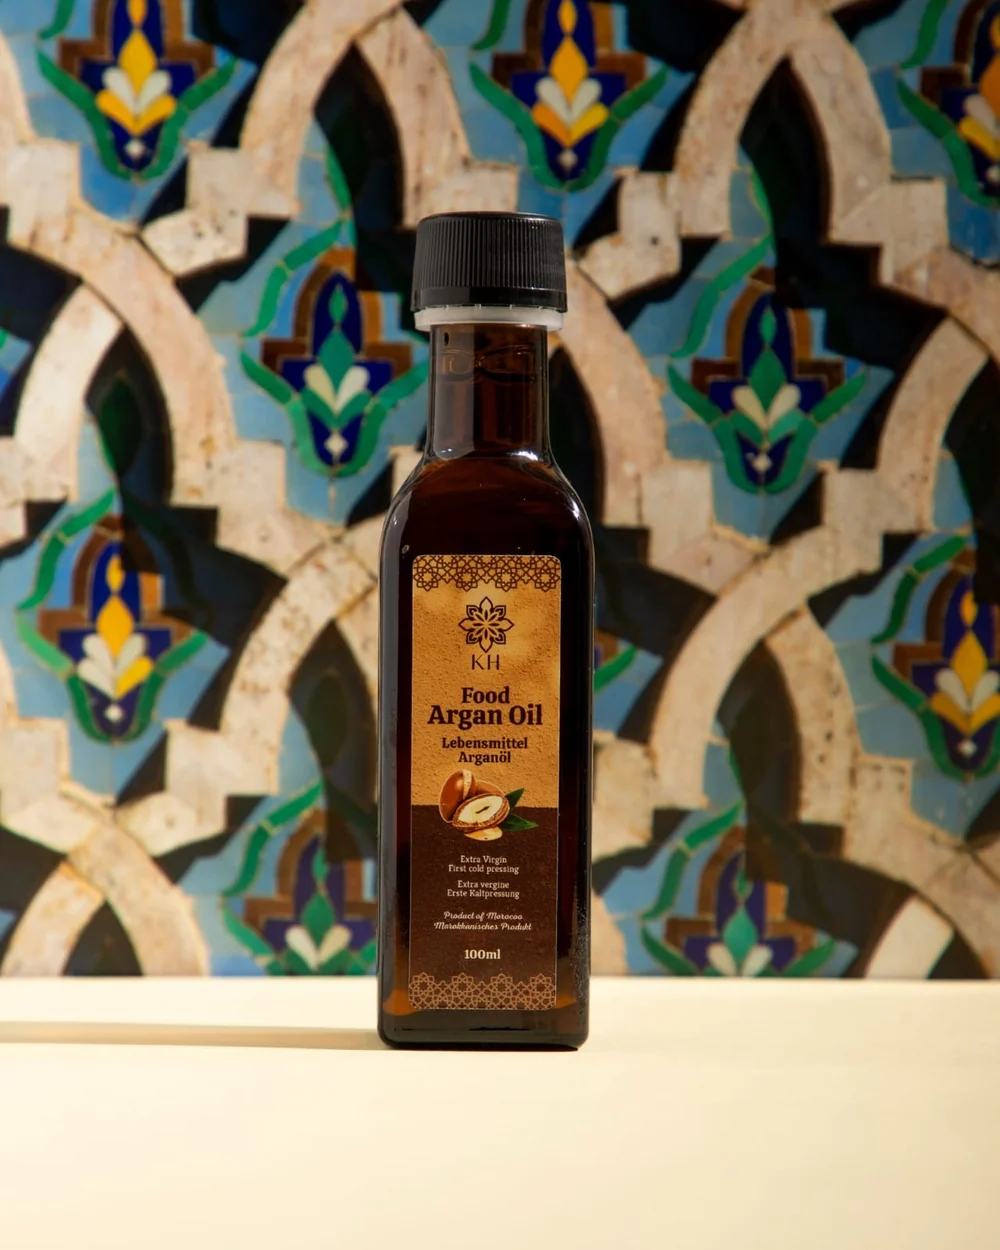 KH
Food
Argan Oil
Lebensmittel
Arganöl
Extra Virgin
First cold pressing
Extra vergine
Erste Kaltpressung
Product of Morocoo
Marokkanisches Produkt
100ml